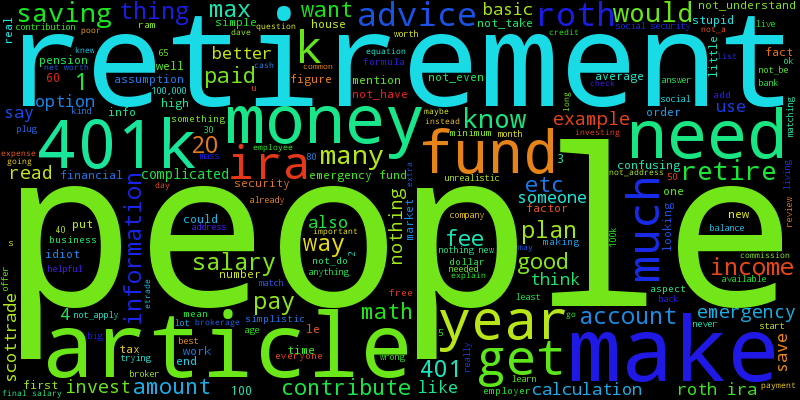 saving thing max want basic roth would not_understand
real ram simple house not_take stupid live
contribution poor question dave worth credit social security not_a list
retirement
advice
pension knew 65 better k basic little fact ok
net worth equation cash formula
60 assumption well paid figure common mention not_even average answer not_be
1 100,000 u not_have check social bank
option high money know minimum month order add use need
say kind info 30 maybe instead example long matching
plug something employee
401k 20 many fund investing
expense going mass ira 80 extra 3 confusing retire
read financial complicated security emergency fund unrealistic etc someone not_address 50 one living review
day already company factor much looking
information could also nothing market
s 40 put address important way fee plan new
business people
idiot salary not_do 2 nothing new making good balance
helpful anything dollar may think 100k income commission
offer number needed explain aspect available
scottrade etrade match least back
4 not_apply mean pay free year account emergency
article simplistic math go never start
big lot brokerage le 5 make save
tax best age time wrong really get
trying work everyone
end broker 401 learn
first invest amount 100 contribute like employer calculation roth ira payment
final salary